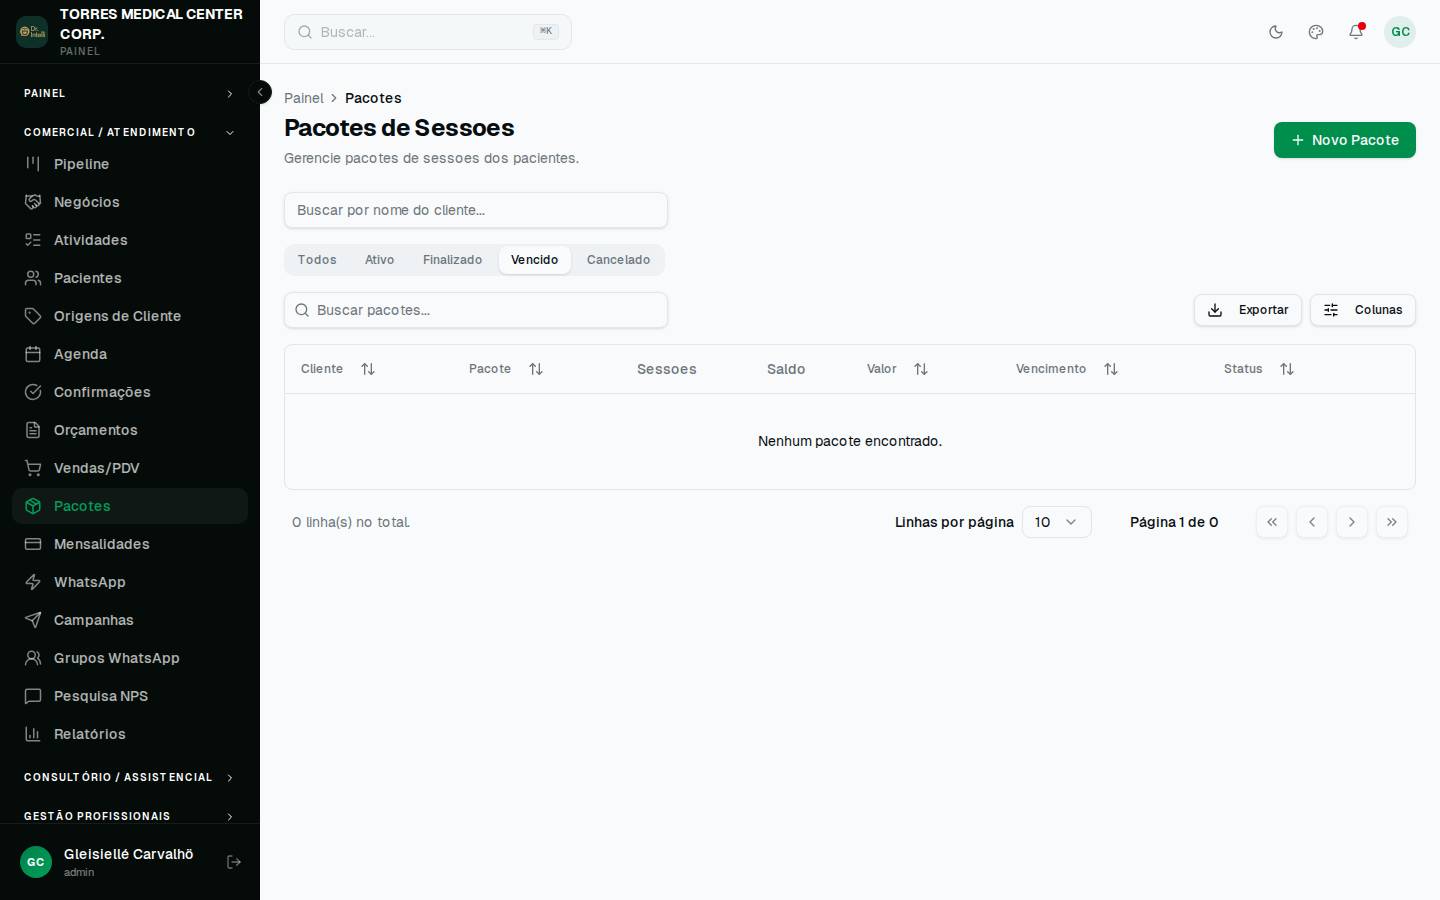 Dr.
Intelli
TORRES MEDICAL CENTER
CORP.
PAINEL
PAINEL
COMERCIAL / ATENDIMENTO
Pipeline
Negócios
Atividades
Pacientes
Origens de Cliente
Agenda
Confirmações
Orçamentos
Vendas/PDV
Pacotes
Mensalidades
WhatsApp
Campanhas
Grupos WhatsApp
Pesquisa NPS
Relatórios
CONSULTÓRIO / ASSISTENCIAL
GESTÃO PROFISSIONAIS
GC
Gleisiellé Carvalhö
admin
Buscar...
⌘K
GC
Painel
Pacotes
Pacotes de Sessoes
Gerencie pacotes de sessoes dos pacientes.
Novo Pacote
Buscar por nome do cliente...
Todos Ativo Finalizado Vencido Cancelado
Buscar pacotes...
Exportar
Colunas
Cliente Pacote Sessoes Saldo Valor Vencimento Status
Nenhum pacote encontrado.
0 linha(s) no total.
Linhas por página
10
Página 1 de 0